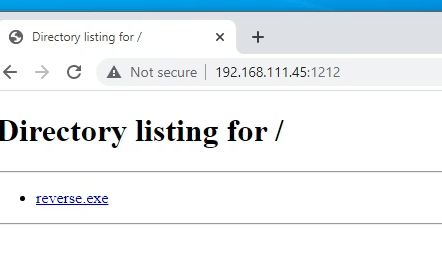 Directory listing for /
Not secure | 192.168.111.45:1212
Directory listing for /
reverse.exe